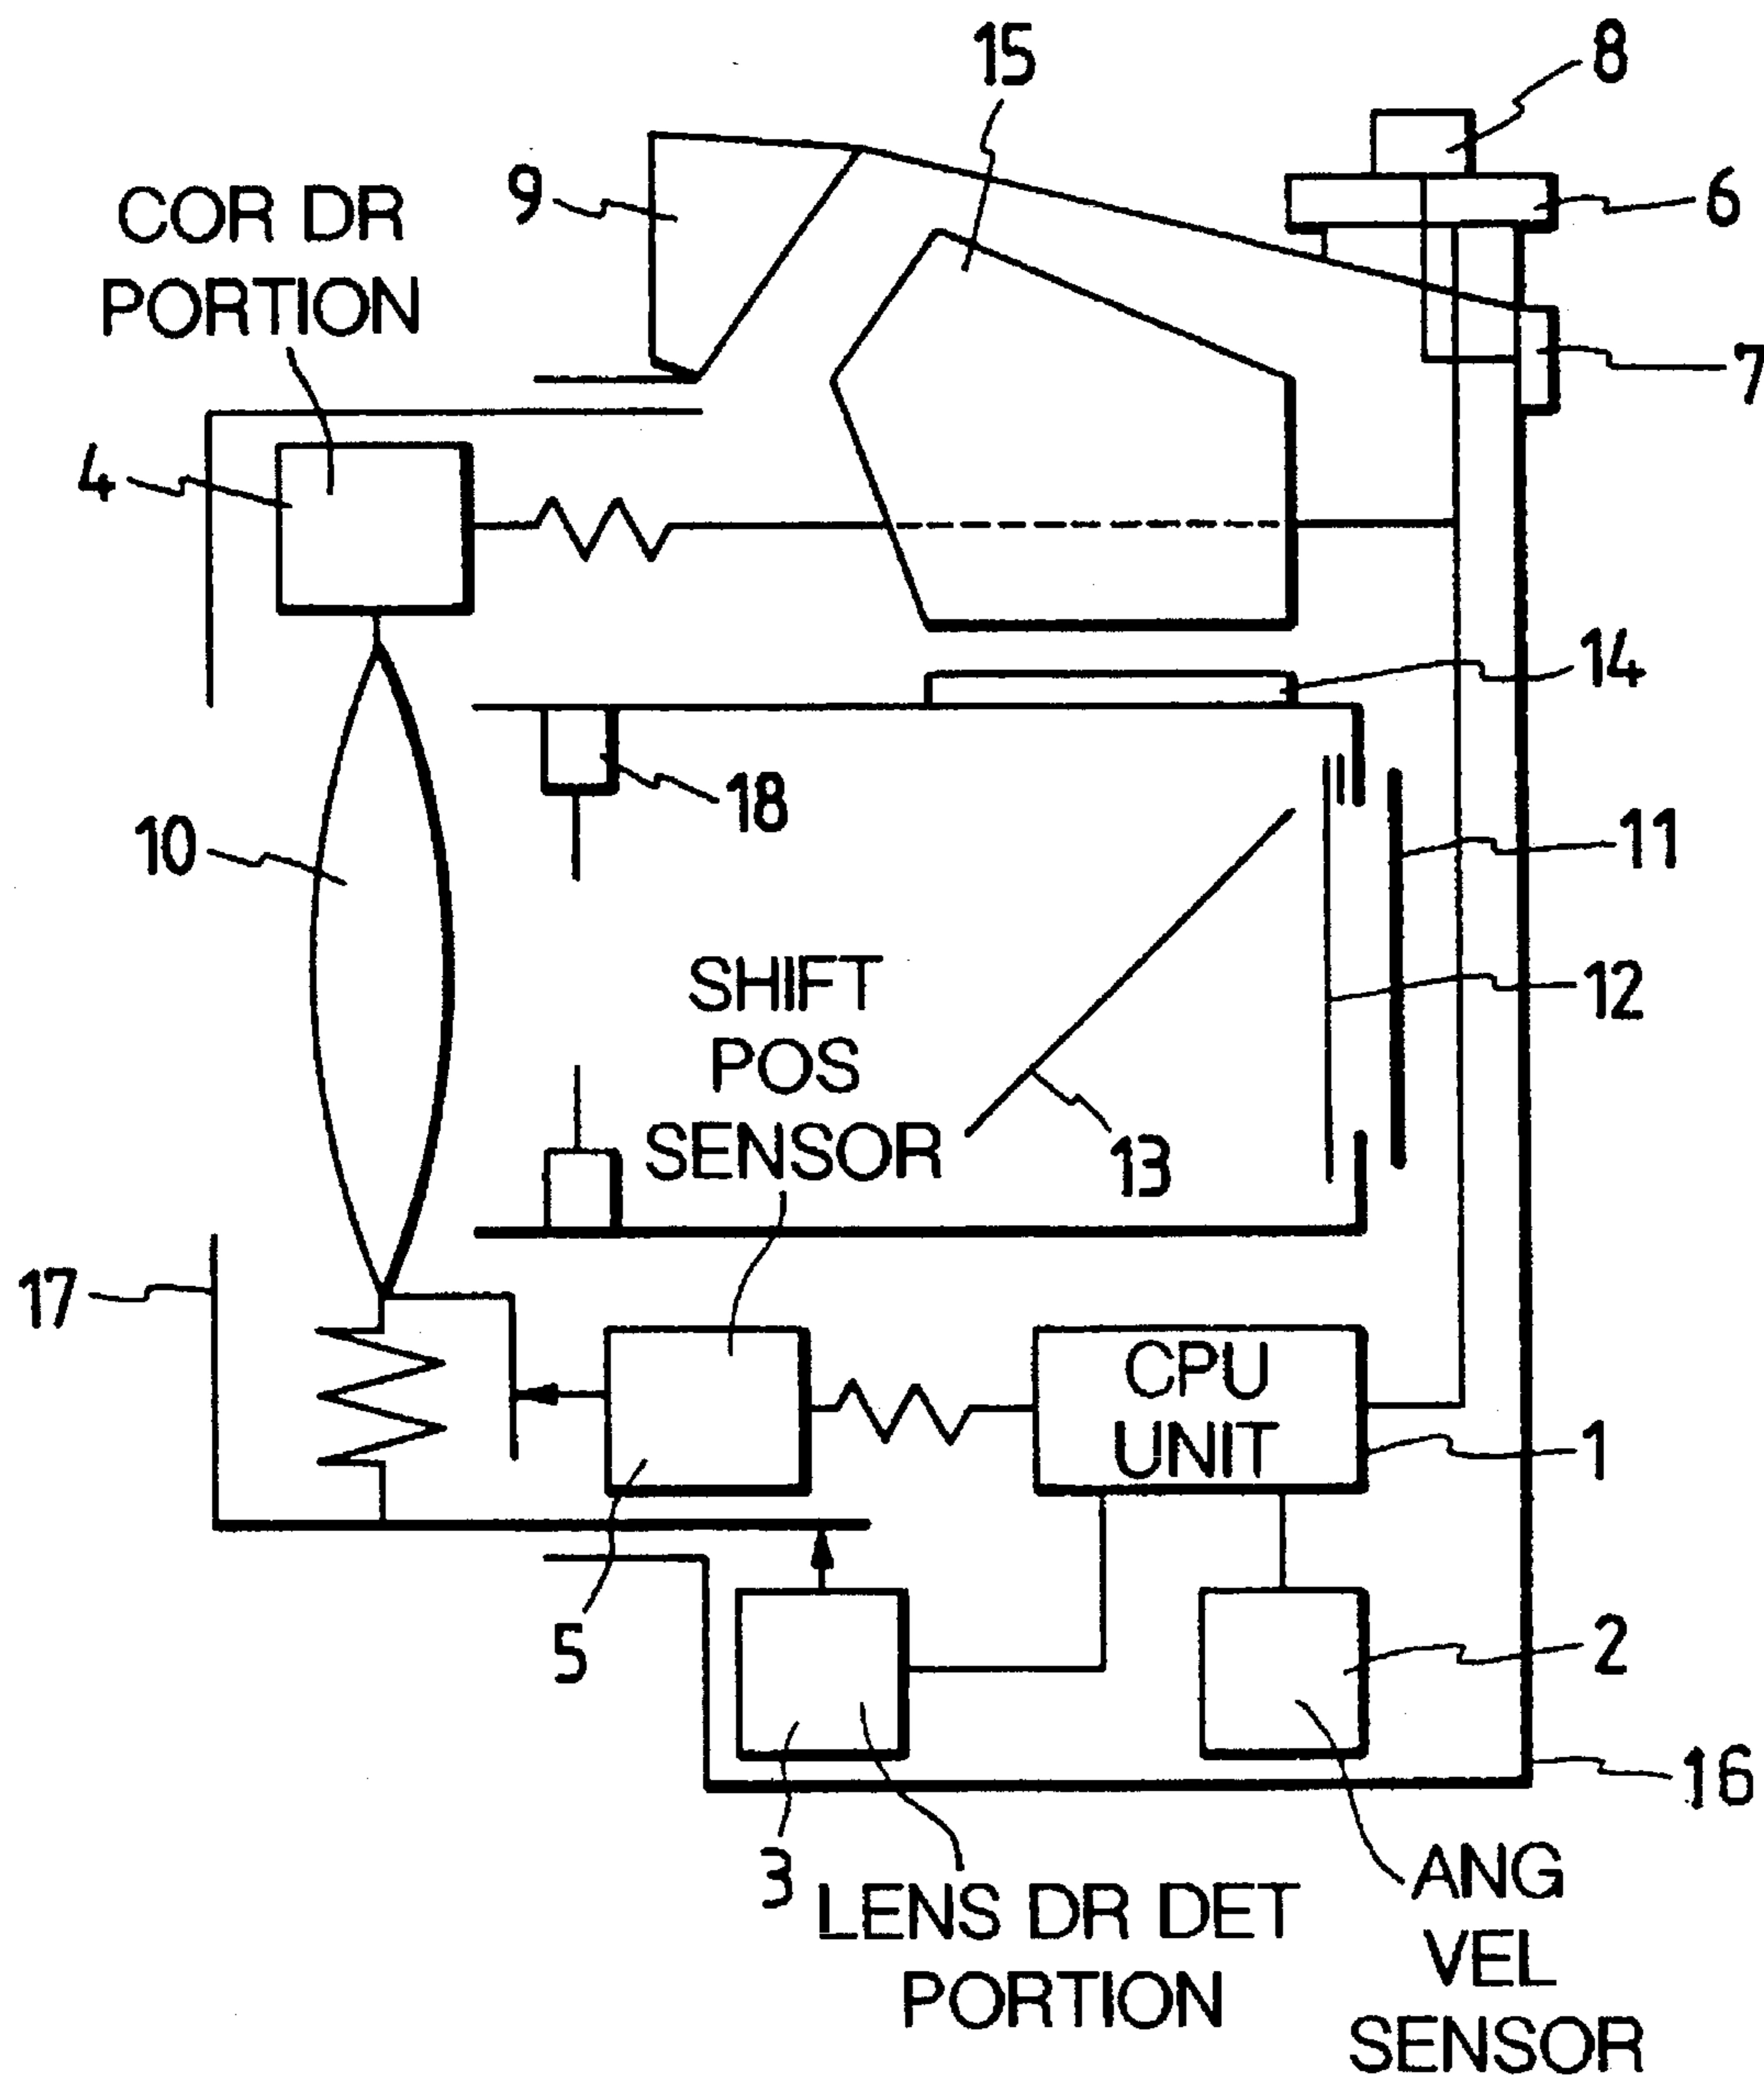 15
8
9
6
COR DR
PORTION
7
4
14
18
10
11
SHIFT
POS
SENSOR
12
13
17
CPU
UNIT
1
5
2
3
16
LENS DR DET
PORTION
ANG
VEL
SENSOR